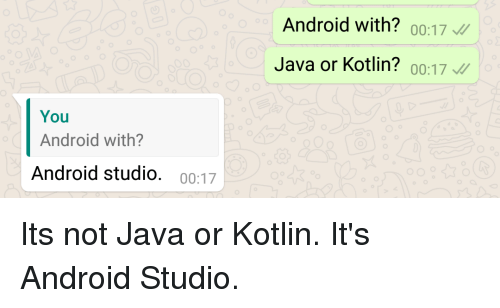 Android with? 00:17
Java or Kotlin? 00:17
You
Android with?
Android studio. 00:17
Its not Java or Kotlin. It's
Android Studio.